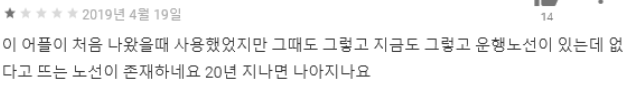 ★★★★★ 2019년 4월 19일
14
이 어플이 처음 나왔을때 사용했었지만 그때도 그렇고 지금도 그렇고 운행노선이 있는데 없
다고 뜨는 노선이 존재하네요 20년 지나면 나아지나요